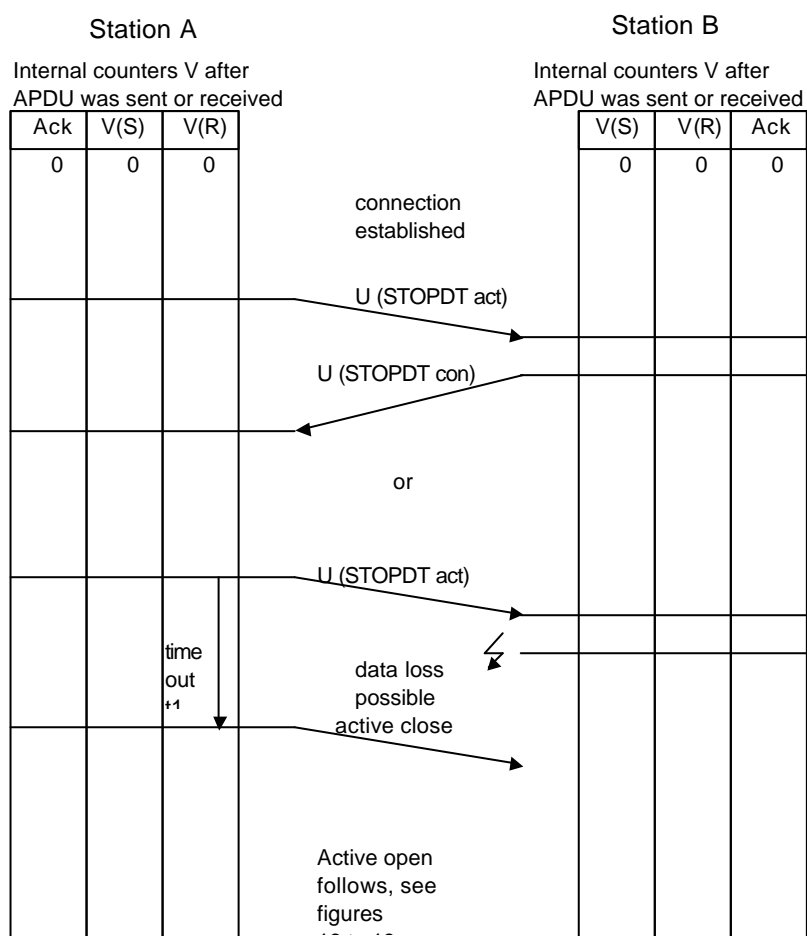 Station A
Station B
Internal counters V after
APDU was sent or received
Internal counters V after
APDU was sent or received
Ack V(S) V(R)
V(S) V(R) Ack
0 0 0
0 0 0
connection
established
U (STOPDT act)
U (STOPDT con)
or
U (STOPDT act)
time
out
t1
data loss
possible
active close
Active open
follows, see
figures